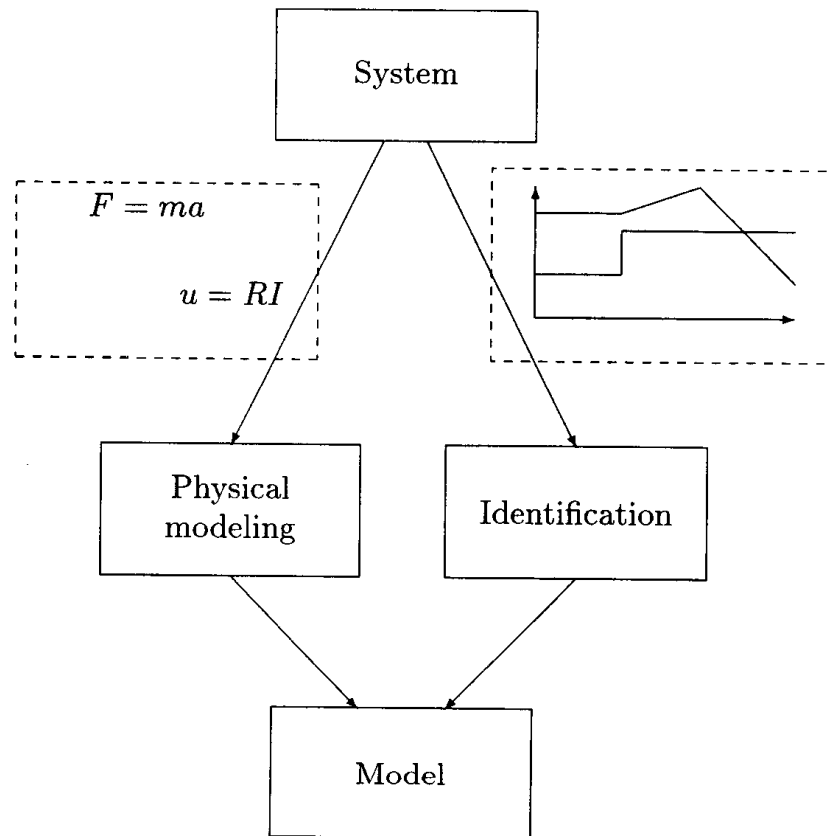 System
F = ma
u = RI
Physical
modeling
Identification
Model